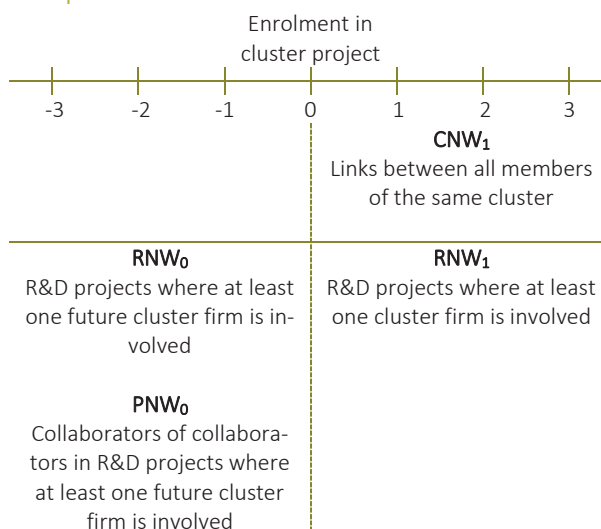 Enrolment in
cluster project
-3 -2 -1 0 1 2 3
CNW₁
Links between all members
of the same cluster
RNW₀
R&D projects where at least
one future cluster firm is in-
volved
RNW₁
R&D projects where at least
one cluster firm is involved
PNW₀
Collaborators of collabora-
tors in R&D projects where
at least one future cluster
firm is involved